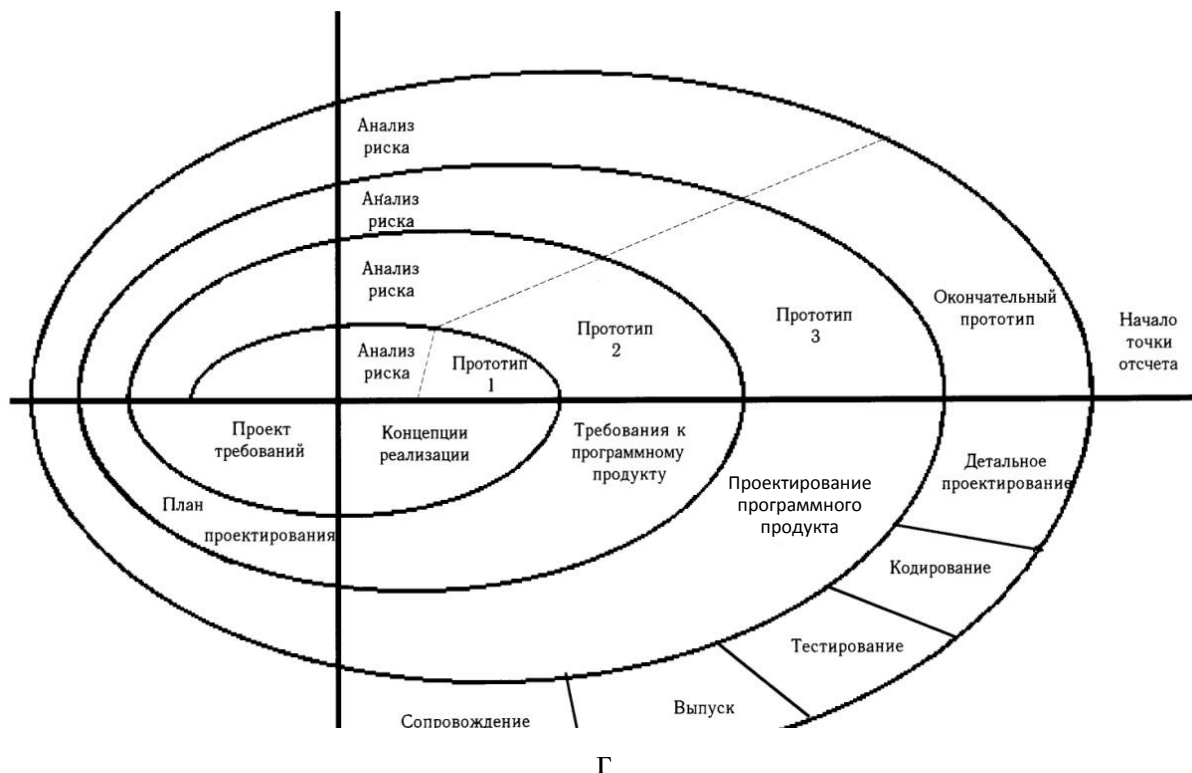 Анализ
риска
Анализ
риска
Анализ
риска
Анализ
риска
Прототип
1
Прототип
2
Прототип
3
Окончательный
прототип
Начало
точки
отсчета
Проект
требований
Концепции
реализации
Требования к
программному
продукту
Проектирование
программного
продукта
Детальное
проектирование
План
проектирования
Кодирование
Тестирование
Выпуск
Сопровождение
Г